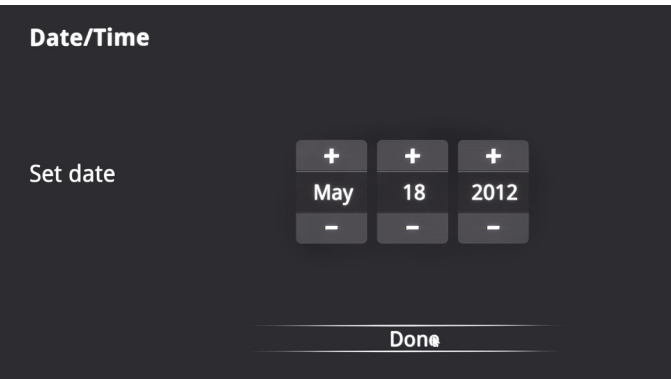 Date/Time
+ + +
Set date
May 18 2012
- - -
Done